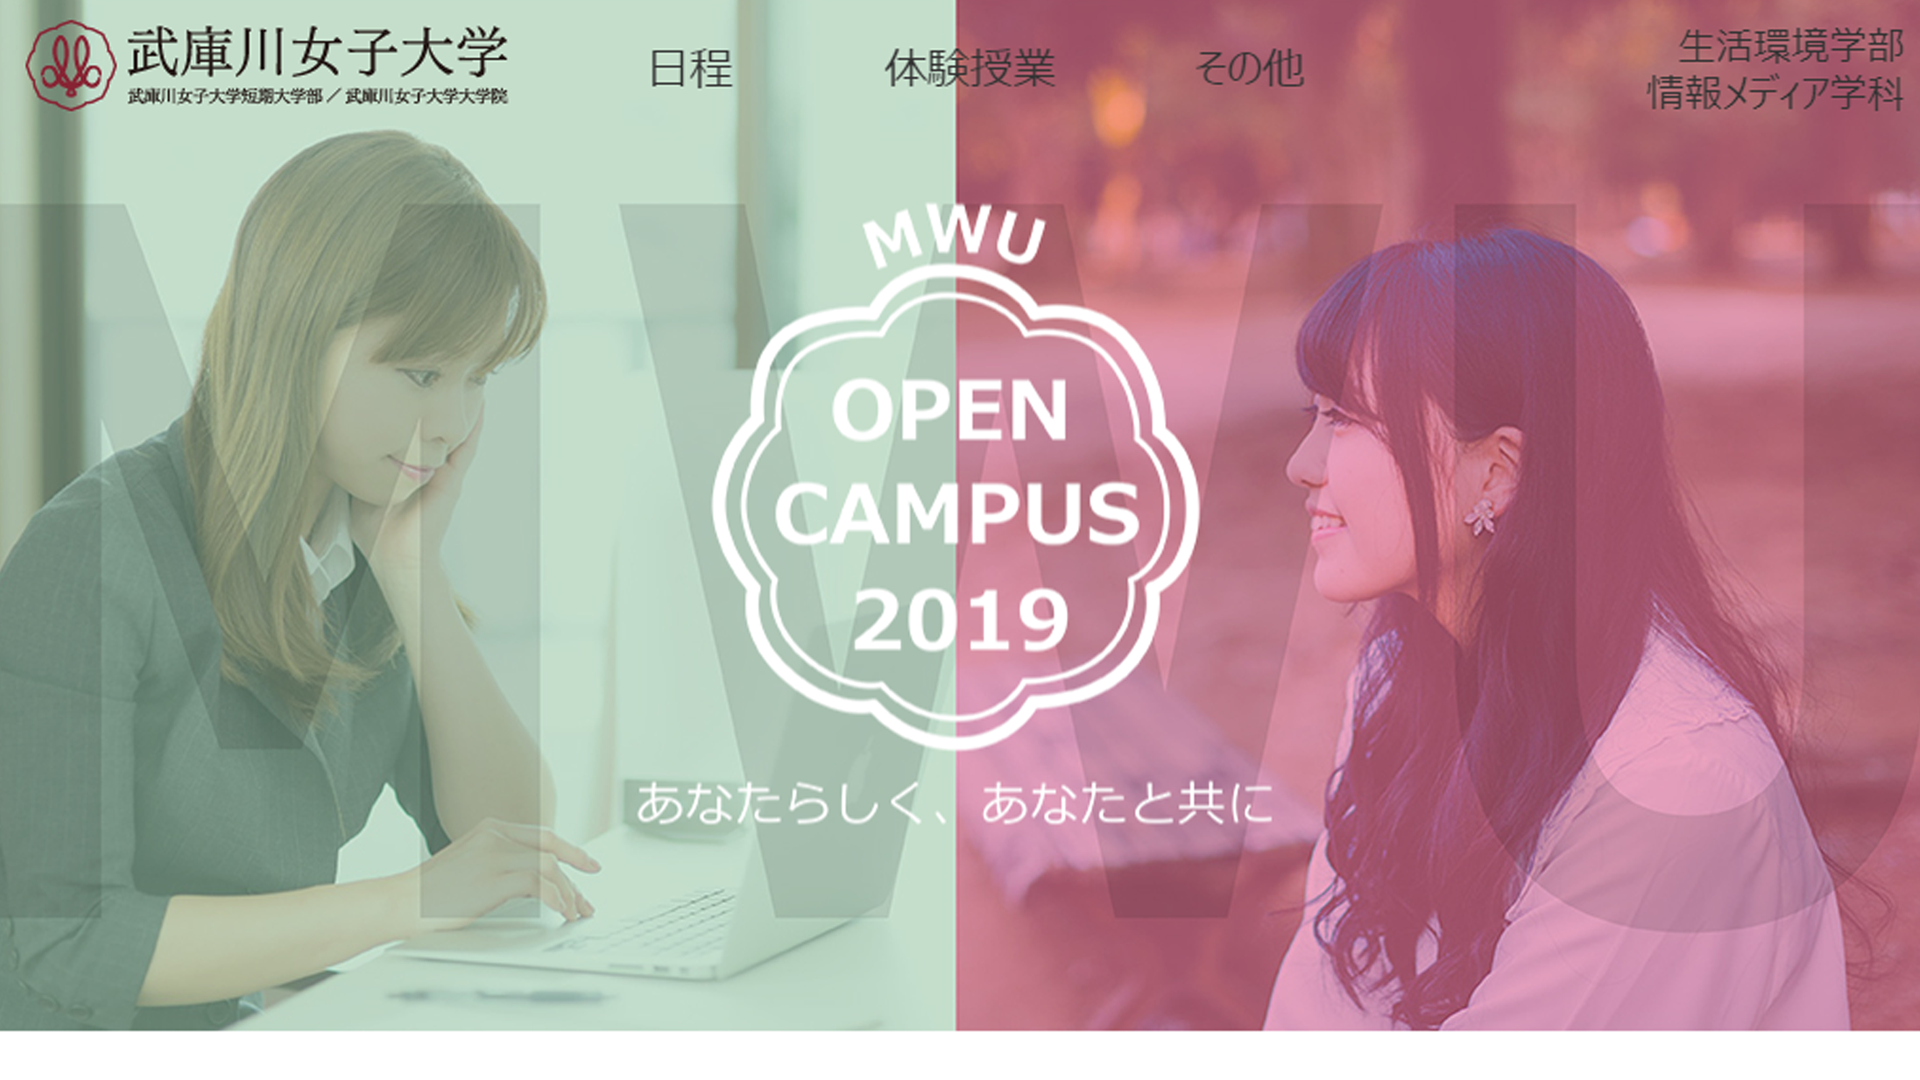 武庫川女子大学
武庫川女子大学短期大学部 ／ 武庫川女子大学大学院
日程
体験授業
その他
生活環境学部
情報メディア学科
MWU
MWU
OPEN
CAMPUS
2019
あなたらしく、あなたと共に